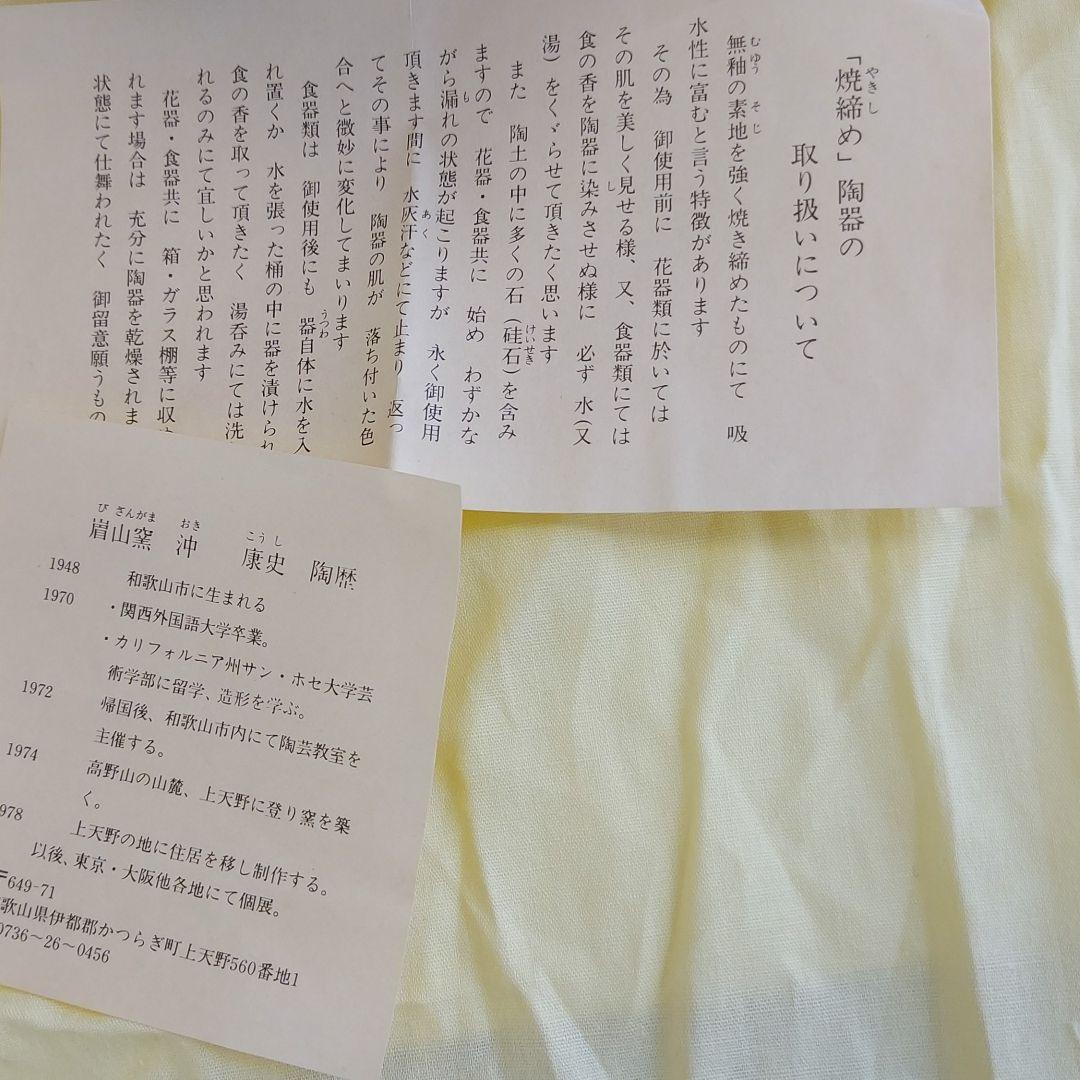 「焼締め」陶器の
取り扱いについて
無釉の素地を強く焼き締めたものにて 吸
水性に富むと言う特徴があります
その為 御使用前に 花器類に於いては
その肌を美しく見せる様、又、食器類にては
食の香を陶器に染みさせぬ様に 必ず 水(又
湯)をくゞらせて頂きたく思います
また 陶土の中に多くの石(硅石)を含み
ますので 花器・食器共に 始め わずかな
がら漏れの状態が起こりますが 永く御使用
頂きます間に 水灰汗などにて止まり 返っ
てその事により 陶器の肌が 落ち付いた色
合へと微妙に変化してまいります
食器類は 御使用後にも 器自体に水を入
れ置くか 水を張った桶の中に器を漬けられ
食の香を取って頂きたく 湯呑みにては洗
れるのみにて宜しいかと思われます
花器・食器共に 箱・ガラス棚等に収
れます場合は 充分に陶器を乾燥されま
状態にて仕舞われたく 御留意願うもの
眉山窯 沖 康史 陶歴
1948 和歌山市に生まれる
1970 ・関西外国語大学卒業。
・カリフォルニア州サン・ホセ大学芸
術学部に留学、造形を学ぶ。
1972 帰国後、和歌山市内にて陶芸教室を
主催する。
1974 高野山の山麓、上天野に登り窯を築
く。
978 上天野の地に住居を移し制作する。
以後、東京・大阪他各地にて個展。
〒649-71
歌山県伊都郡かつらぎ町上天野560番地1
0736～26～0456